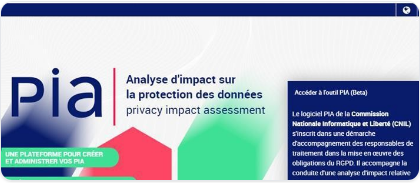 pia
Analyse d'impact sur
la protection des données
privacy impact assessment
UNE PLATEFORME POUR CRÉER
ET ADMINISTRER VOS PIA
Accéder à l'outil PIA (Beta)
Le logiciel PIA de la Commission
Nationale Informatique et Liberté (CNIL)
s'inscrit dans une démarche
d'accompagnement des responsables de
traitement dans la mise en œuvre des
obligations du RGPD. Il accompagne la
conduite d'une analyse d'impact relative